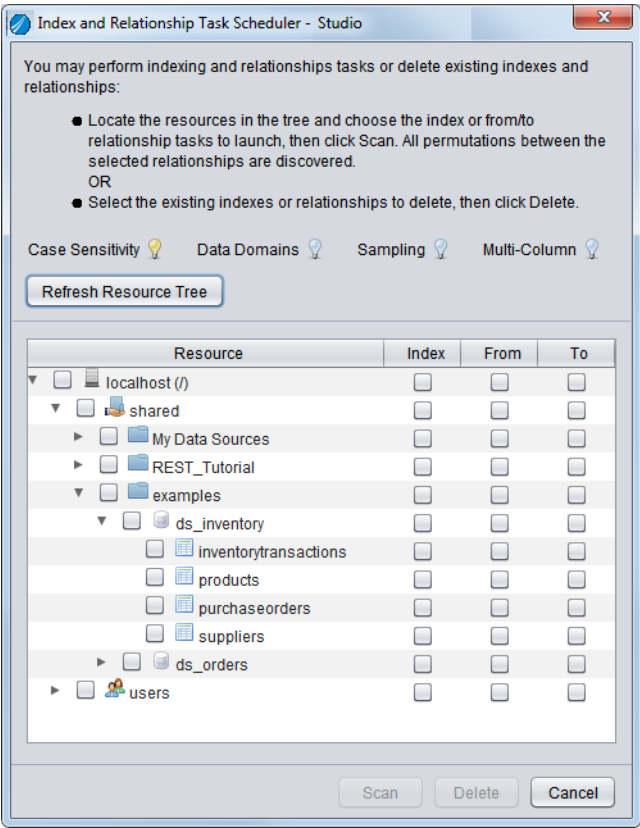 Index and Relationship Task Scheduler - Studio
You may perform indexing and relationships tasks or delete existing indexes and
relationships:
● Locate the resources in the tree and choose the index or from/to
relationship tasks to launch, then click Scan. All permutations between the
selected relationships are discovered.
OR
● Select the existing indexes or relationships to delete, then click Delete.
Case Sensitivity Data Domains Sampling Multi-Column
Refresh Resource Tree
Resource Index From To
localhost (/)
shared
My Data Sources
REST_Tutorial
examples
ds_inventory
inventorytransactions
products
purchaseorders
suppliers
ds_orders
users
Scan Delete Cancel